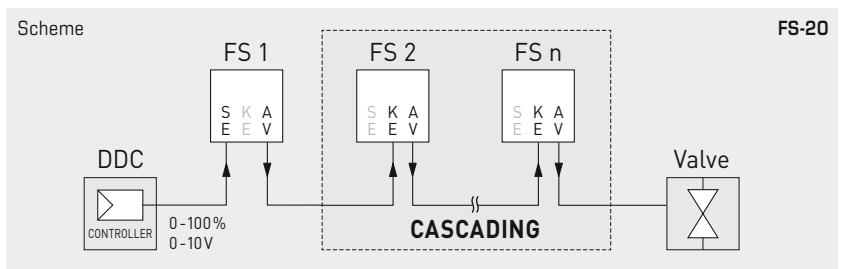 Scheme
FS-20
FS 1
FS 2
FS n
S K A
E E V
S K A
E E V
S K A
E E V
DDC
Valve
CONTROLLER
0-100%
0-10V
CASCADING